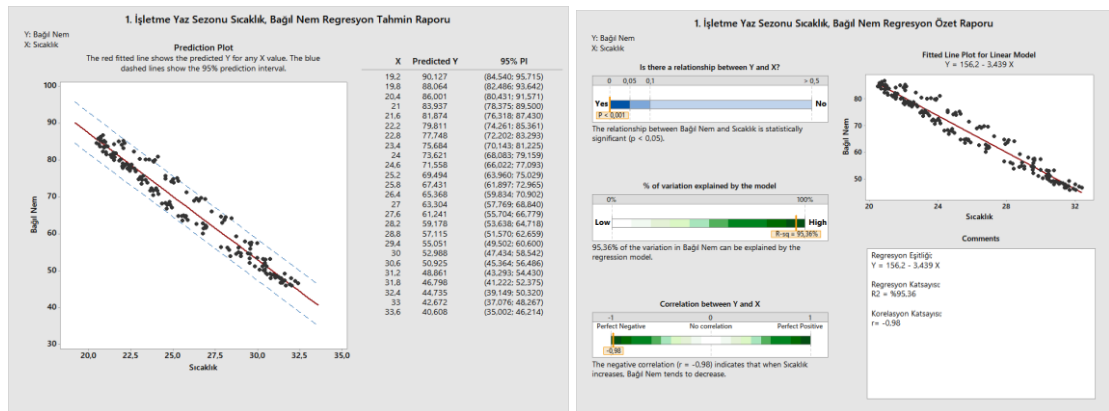 1. İşletme Yaz Sezonu Sıcaklık, Bağıl Nem Regresyon Tahmin Raporu
Y: Bağıl Nem
X: Sıcaklık
Prediction Plot
The red fitted line shows the predicted Y for any X value. The blue
dashed lines show the 95% prediction interval.
100
90
80
70
60
50
40
30
Bağıl Nem
20,0 22,5 25,0 27,5 30,0 32,5 35,0
Sıcaklık
X Predicted Y 95% PI
19.2 90,127 (84,540; 95,715)
19.8 88,064 (82,486; 93,642)
20,4 86,001 (80,431; 91,571)
21 83,937 (78,375; 89,500)
21,6 81,874 (76,318; 87,430)
22,2 79,811 (74,261; 85,361)
22,8 77,748 (72,202; 83,293)
23,4 75,684 (70,143; 81,225)
24 73,621 (68,083; 79,159)
24,6 71,558 (66,022; 77,093)
25,2 69,494 (63,960; 75,029)
25,8 67,431 (61,897; 72,965)
26,4 65,368 (59,834; 70,902)
27 63,304 (57,769; 68,840)
27,6 61,241 (55,704; 66,779)
28,2 59,178 (53,638; 64,718)
28,8 57,115 (51,570; 62,659)
29,4 55,051 (49,502; 60,600)
30 52,988 (47,434; 58,542)
30,6 50,925 (45,364; 56,486)
31,2 48,861 (43,293; 54,430)
31,8 46,798 (41,222; 52,375)
32,4 44,735 (39,149; 50,320)
33 42,672 (37,076; 48,267)
33,6 40,608 (35,002; 46,214)
1. İşletme Yaz Sezonu Sıcaklık, Bağıl Nem Regresyon Özet Raporu
Y: Bağıl Nem
X: Sıcaklık
Is there a relationship between Y and X?
0 0,05 0,1 > 0,5
Yes No
P < 0,001
The relationship between Bağıl Nem and Sıcaklık is statistically
significant (p < 0,05).
% of variation explained by the model
0% 100%
Low High
R-sq = 95,36%
95,36% of the variation in Bağıl Nem can be explained by the
regression model.
Correlation between Y and X
-1 0 1
Perfect Negative No correlation Perfect Positive
-0,98
The negative correlation (r = -0,98) indicates that when Sıcaklık
increases, Bağıl Nem tends to decrease.
Fitted Line Plot for Linear Model
Y = 156,2 - 3,439 X
80
70
60
50
Bağıl Nem
20 24 28 32
Sıcaklık
Comments
Regresyon Eşitliği:
Y = 156,2 - 3,439 X
Regresyon Katsayısı:
R2 = %95,36
Korelasyon Katsayısı:
r= -0,98